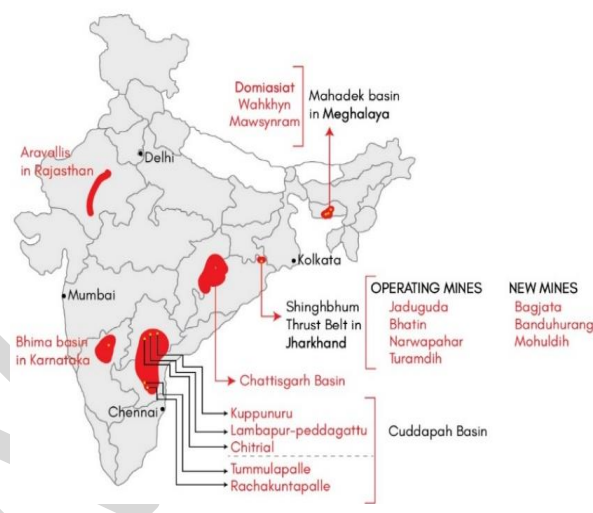 Domiasiat
Wahkhyn
Mawsynram
Mahadek basin
in Meghalaya
Aravallis
in Rajasthan
Delhi
Kolkata
Mumbai
Shinghbhum
Thrust Belt in
Jharkhand
OPERATING MINES
Jaduguda
Bhatin
Narwapahar
Turamdih
NEW MINES
Bagjata
Banduhurang
Mohuldih
Bhima basin
in Karnataka
Chattisgarh Basin
Chennai
Kuppunuru
Lambapur-peddagattu
Chitrial
Tummulapalle
Rachakuntapalle
Cuddapah Basin